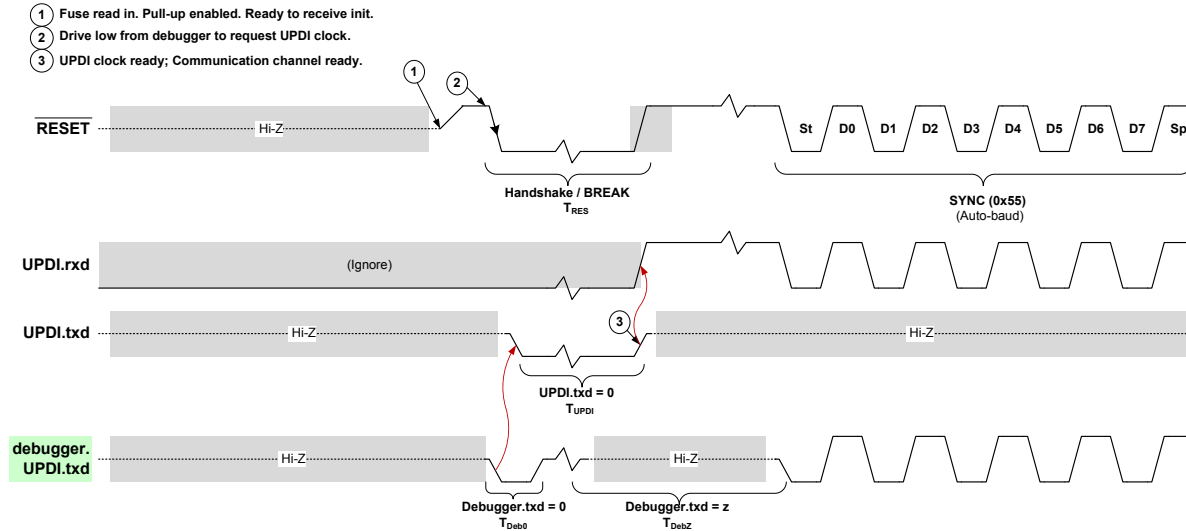 1 Fuse read in. Pull-up enabled. Ready to receive init.
2 Drive low from debugger to request UPDI clock.
3 UPDI clock ready; Communication channel ready.
1
2
RESET
Hi-Z
St D0 D1 D2 D3 D4 D5 D6 D7 Sp
Handshake / BREAK
TRES
SYNC (0x55)
(Auto-baud)
UPDI.rxd
(Ignore)
UPDI.txd
Hi-Z
3
Hi-Z
UPDI.txd = 0
TUPDI
debugger.
UPDI.txd
Hi-Z
Hi-Z
Debugger.txd = 0
TDeb0
Debugger.txd = z
TDebZ